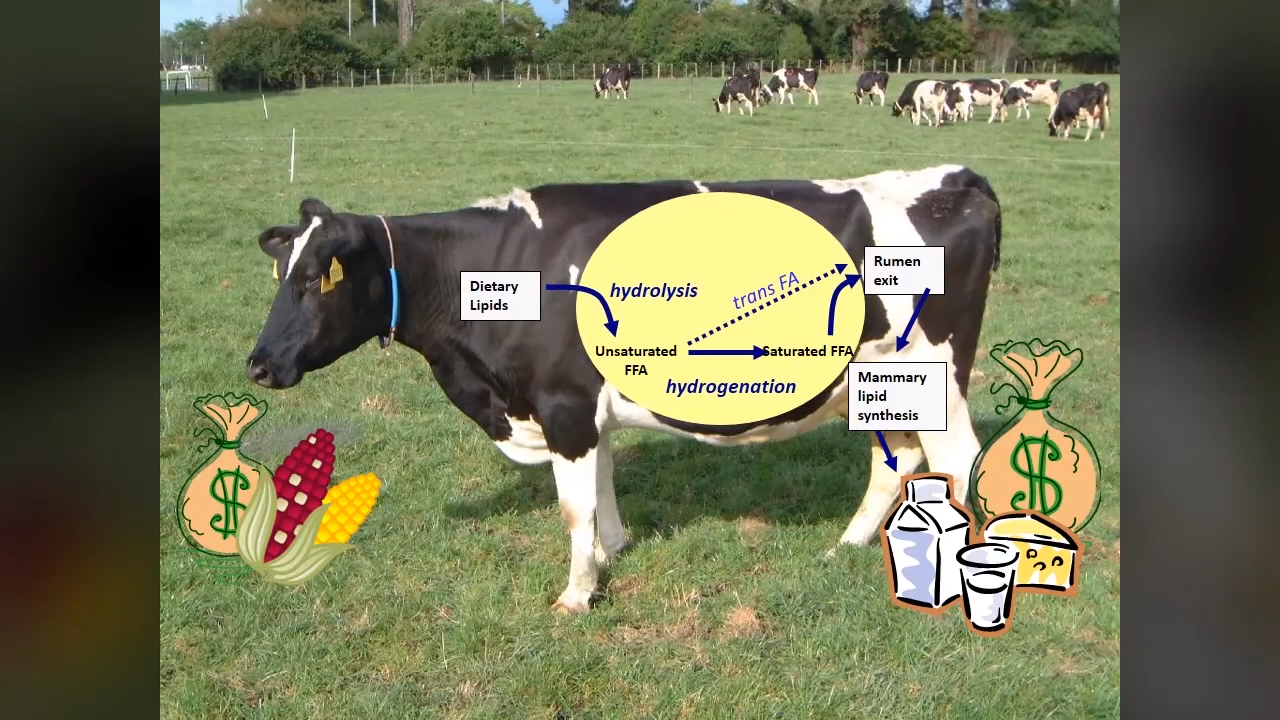 Dietary
Lipids
hydrolysis
trans FA
Rumen
exit
Unsaturated
FFA
Saturated FFA
hydrogenation
Mammary
lipid
synthesis
$
$